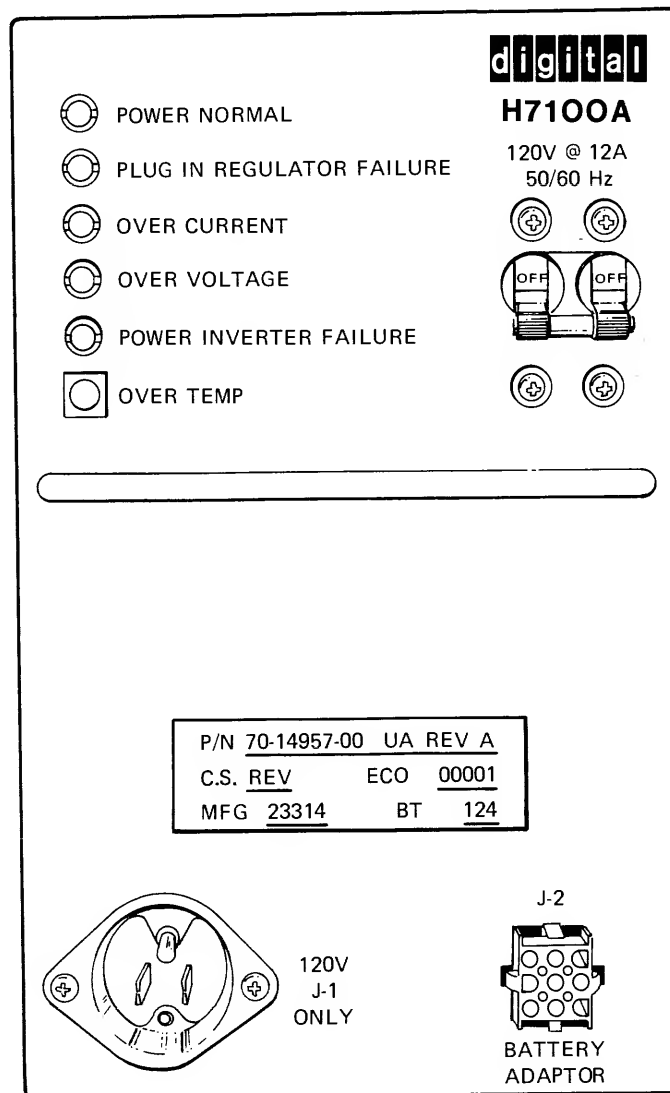 digital
H7100A
120V @ 12A
50/60 Hz
POWER NORMAL
PLUG IN REGULATOR FAILURE
OVER CURRENT
OVER VOLTAGE
POWER INVERTER FAILURE
OVER TEMP
OFF OFF
P/N 70-14957-00 UA REV A
C.S. REV ECO 00001
MFG 23314 BT 124
120V
J-1
ONLY
J-2
BATTERY
ADAPTOR